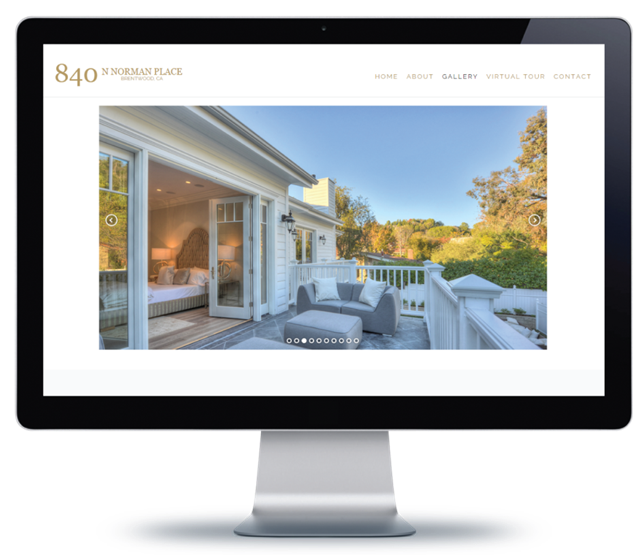 840 N NORMAN PLACE
BRENTWOOD CA
HOME ABOUT GALLERY VIRTUAL TOUR CONTACT